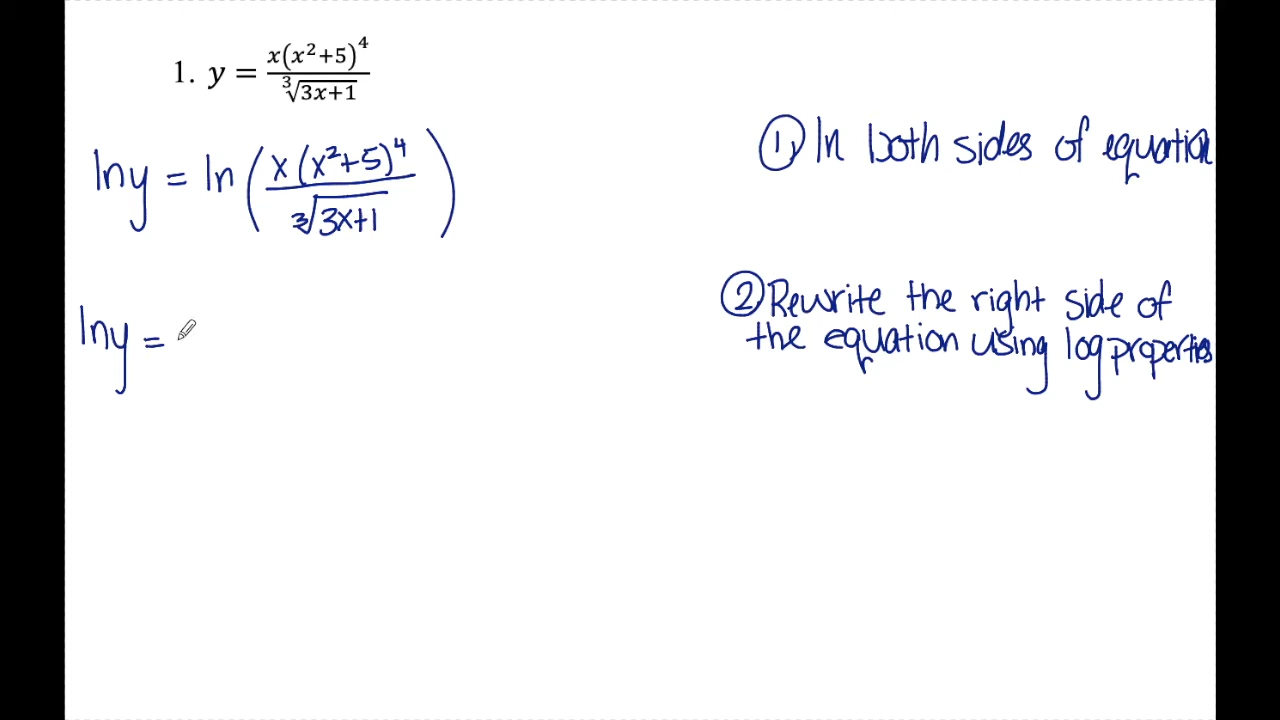 1. y = x(x²+5)⁴ / ∛(3x+1)
ln y = ln ( x(x²+5)⁴ / ∛(3x+1) )
① ln both sides of equation
ln y =
② Rewrite the right side of
the equation using log properties